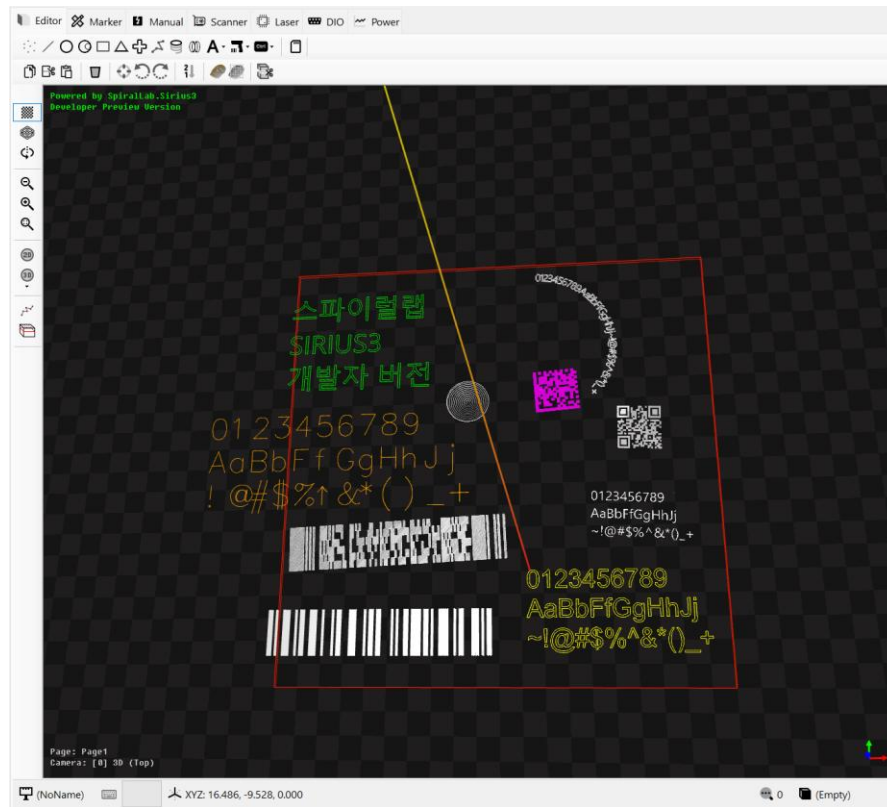 Editor Marker Manual Scanner Laser DIO Power
Powered by SpiralLab.Sirius3
Developer Preview Version
스파이럴랩
SIRIUS3
개발자 버전
0123456789
AaBbFfGgHhJj
! @#$%↑&*( ) _+
0123456789AaBbFfGgHhJj~!@#$%^&*()_+
0123456789
AaBbFfGgHhJj
~!@#$%^&*()_+
0123456789
AaBbFfGgHhJj
~!@#$%^&*()_+
Page: Page1
Camera: [0] 3D (Top)
(NoName) XYZ: 16.486, -9.528, 0.000 0 (Empty)